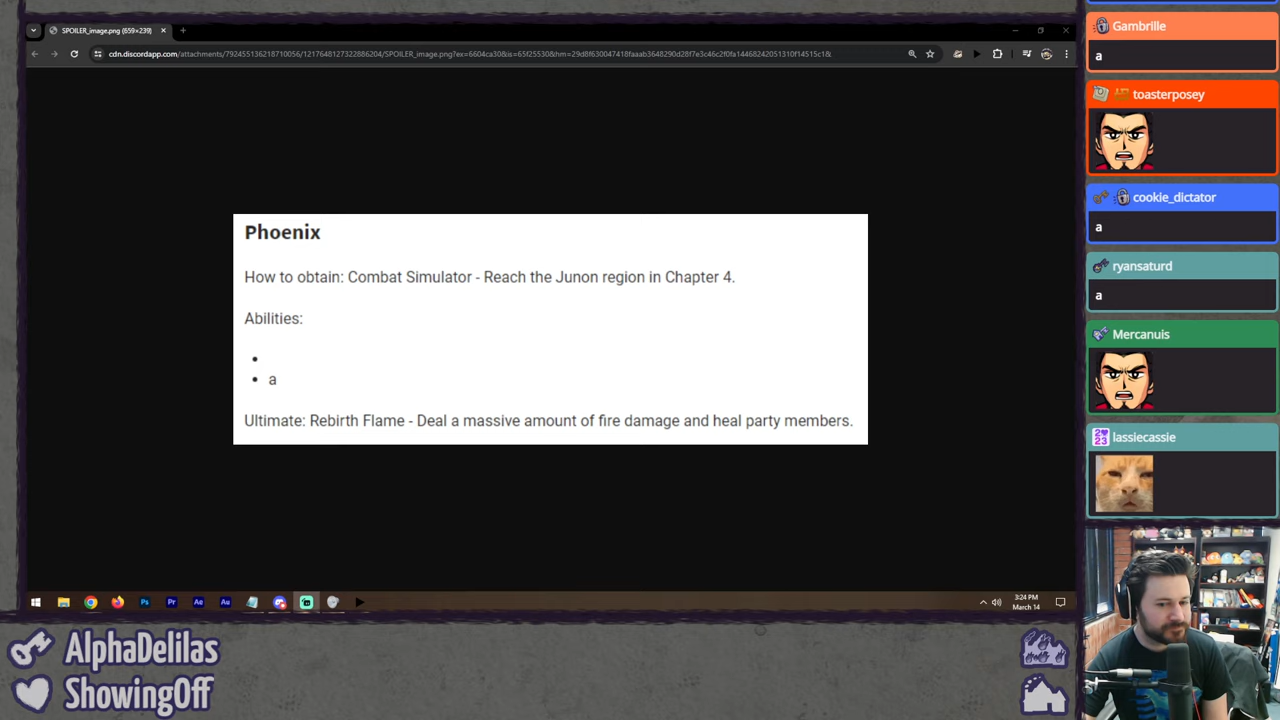 SPOILER_image.png (659×239)
Gambrille
a
toasterposey
cookie_dictator
a
ryansaturd
a
Mercanuis
lassiecassie
Phoenix
How to obtain: Combat Simulator - Reach the Junon region in Chapter 4.
Abilities:
•
• a
Ultimate: Rebirth Flame - Deal a massive amount of fire damage and heal party members.
3:24 PM
March 14
AlphaDelilas
ShowingOff